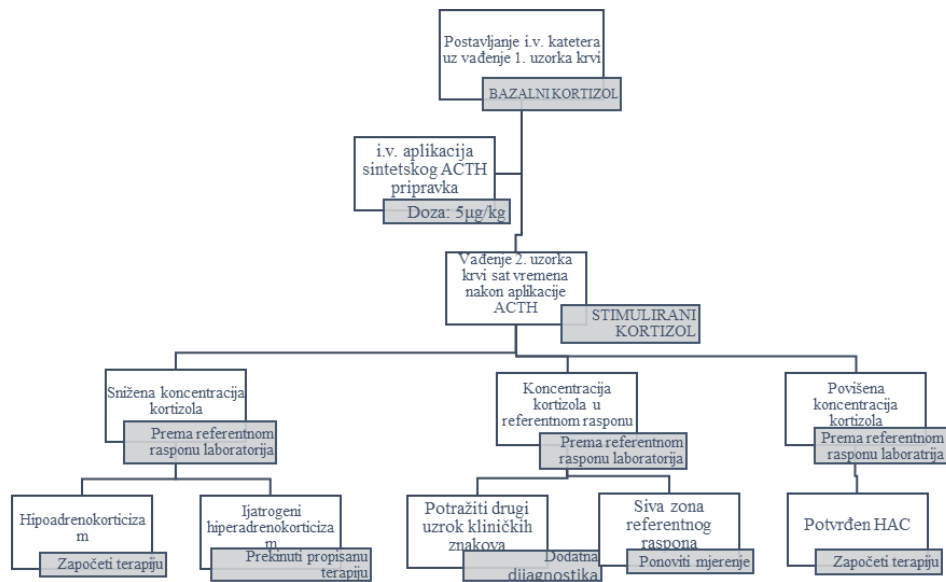 Postavljanje i.v. katetera
uz vađenje 1. uzorka krvi
BAZALNI KORTIZOL
i.v. aplikacija
sintetskog ACTH
pripravka
Doza: 5µg/kg
Vađenje 2. uzorka
krvi sat vremena
nakon aplikacije
ACTH
STIMULIRANI
KORTIZOL
Snižena koncentracija
kortizola
Prema referentnom
rasponu laboratorija
Koncentracija
kortizola u
referentnom rasponu
Prema referentnom
rasponu laboratorija
Povišena
koncentracija
kortizola
Prema referentnom
rasponu laboratrija
Hipoadrenokorticiza
m
Započeti terapiju
Ijatrogeni
hiperadrenokorticiza
m
Prekinuti propisanu
terapiju
Potražiti drugi
uzrok kliničkih
znakova
Dodatna
dijagnostika
Siva zona
referentnog
raspona
Ponoviti mjerenje
Potvrđen HAC
Započeti terapiju